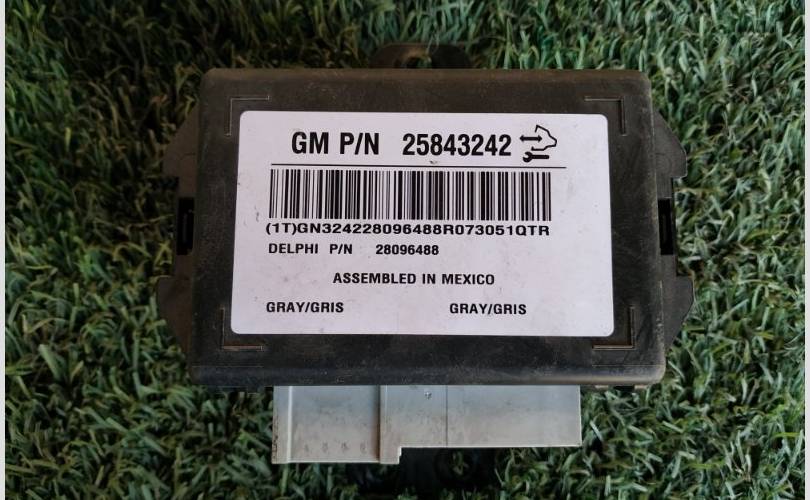 GM P/N 25843242
(1T)GN324228096488R073051QTR
DELPHI P/N 28096488
ASSEMBLED IN MEXICO
GRAY/GRIS GRAY/GRIS